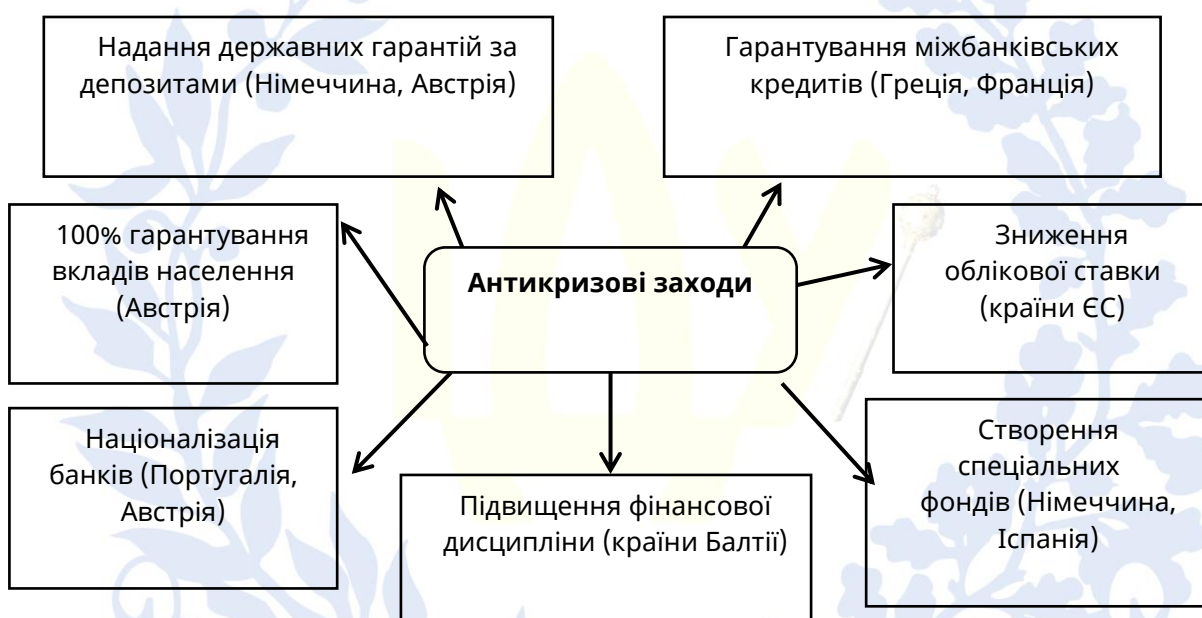 Надання державних гарантій за
депозитами (Німеччина, Австрія)
Гарантування міжбанківських
кредитів (Греція, Франція)
100% гарантування
вкладів населення
(Австрія)
Антикризові заходи
Зниження
облікової ставки
(країни ЄС)
Націоналізація
банків (Португалія,
Австрія)
Підвищення фінансової
дисципліни (країни Балтії)
Створення
спеціальних
фондів (Німеччина,
Іспанія)